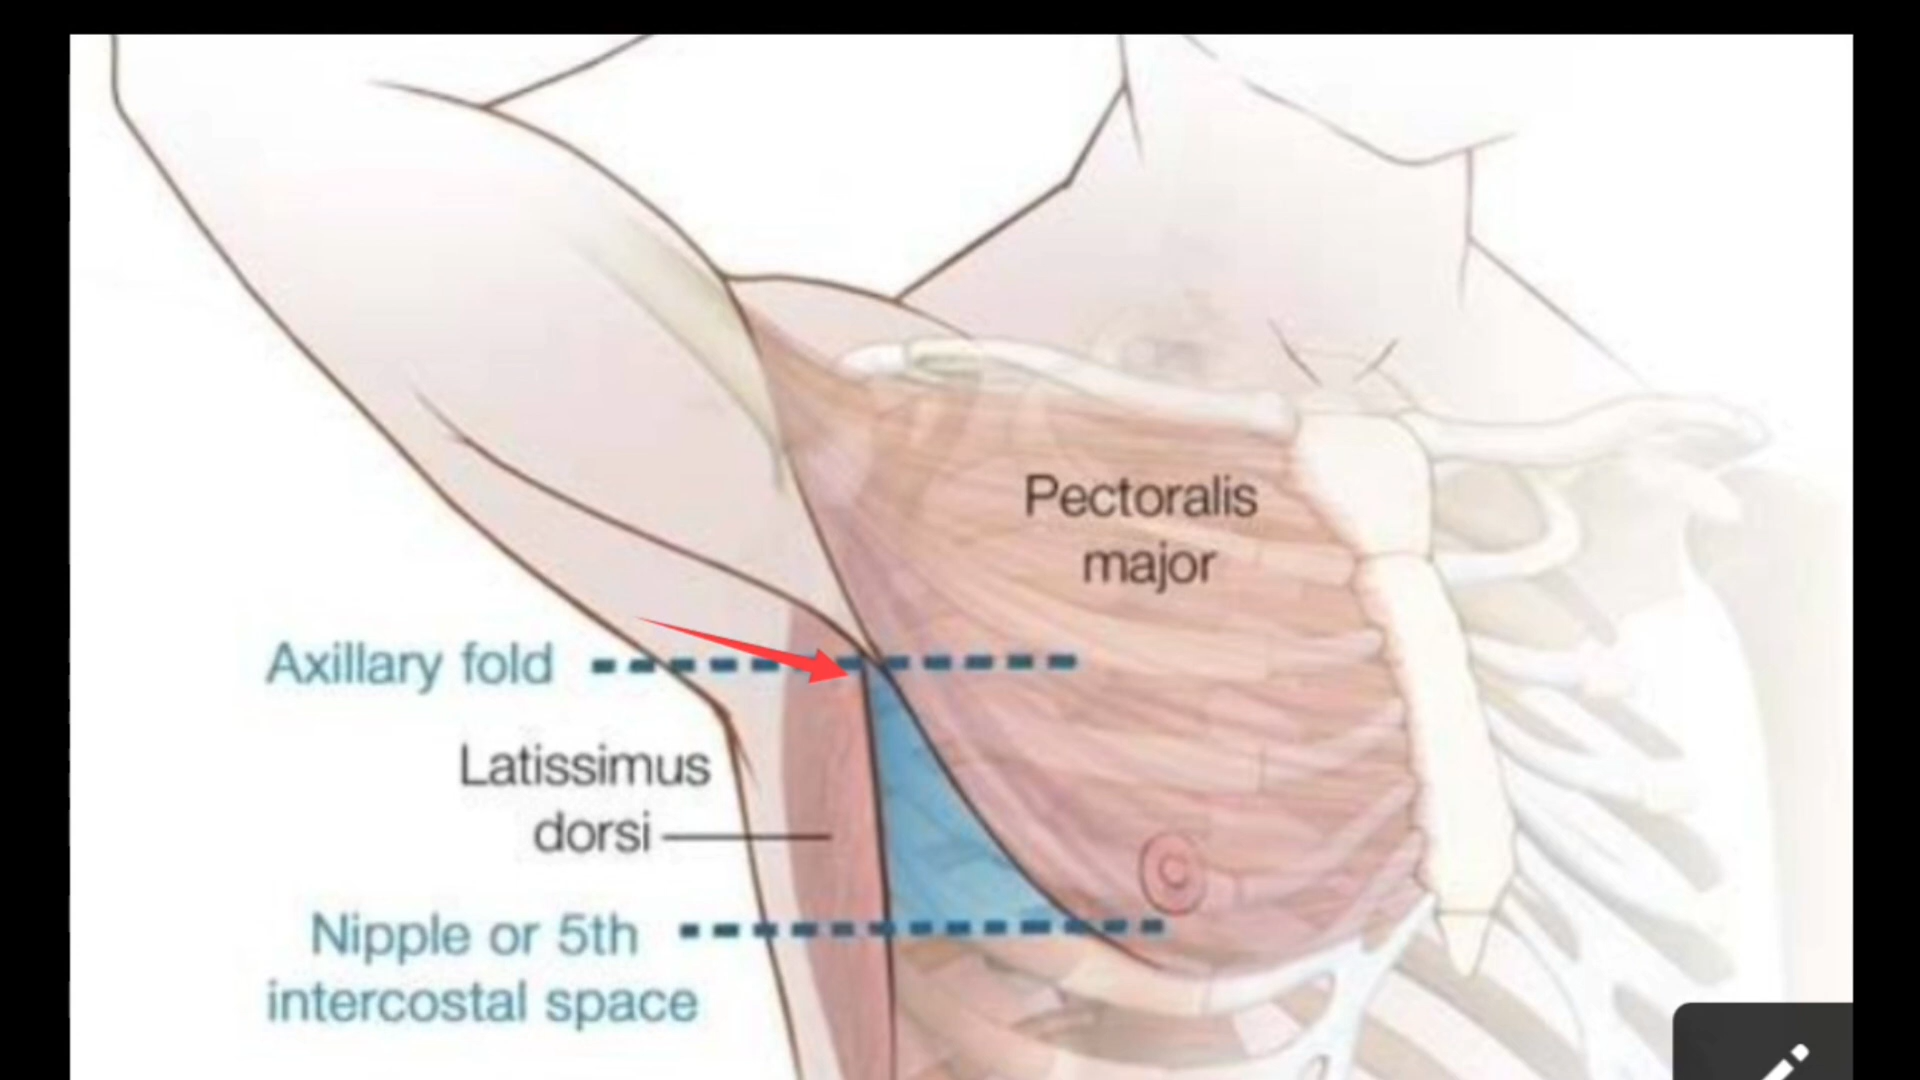 Pectoralis
major
Axillary fold
Latissimus
dorsi
Nipple or 5th
intercostal space